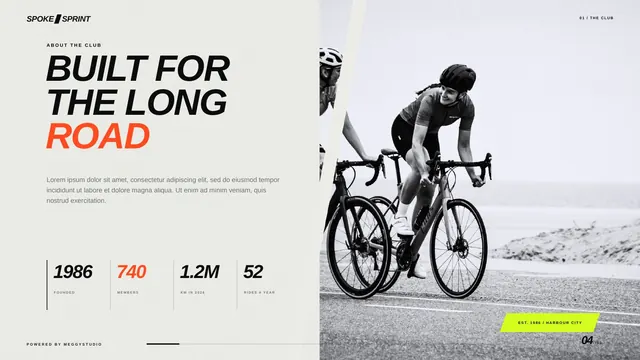 SPOKE SPRINT
01 / THE CLUB
ABOUT THE CLUB
BUILT FOR
THE LONG
ROAD
Lorem ipsum dolor sit amet, consectetur adipiscing elit, sed do eiusmod tempor
incididunt ut labore et dolore magna aliqua. Ut enim ad minim veniam, quis
nostrud exercitation.
1986
740
1.2M
52
FOUNDED
MEMBERS
KM IN 2025
RIDES A YEAR
EST. 1986 / HARBOUR CITY
POWERED BY MEGGYSTUDIO
04